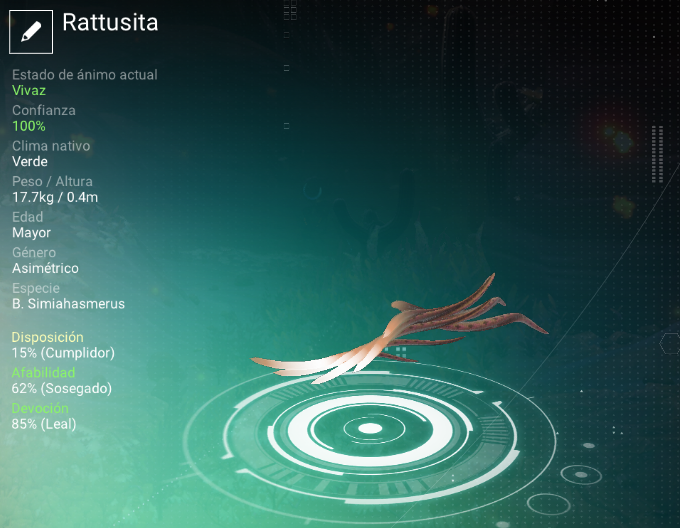 Rattusita
Estado de ánimo actual
Vivaz
Confianza
100%
Clima nativo
Verde
Peso / Altura
17.7kg / 0.4m
Edad
Mayor
Género
Asimétrico
Especie
B. Simiahasmerus
Disposición
15% (Cumplidor)
Afabilidad
62% (Sosegado)
Devoción
85% (Leal)